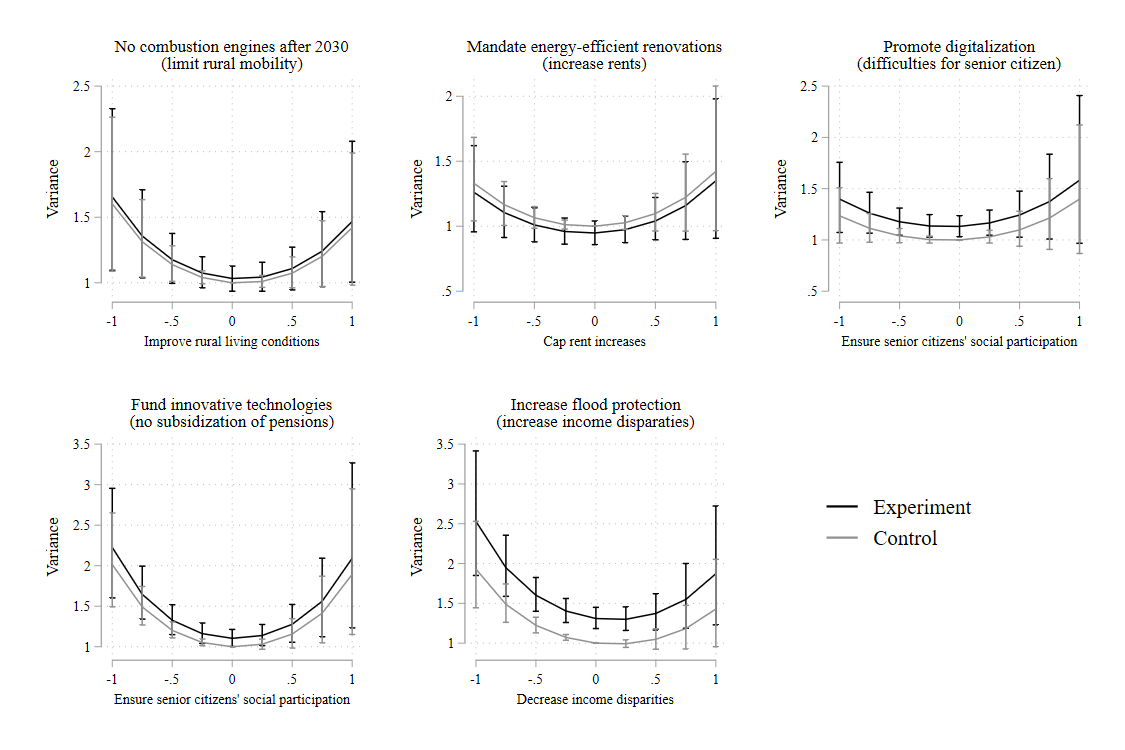 No combustion engines after 2030
(limit rural mobility)
Variance
2.5
2
1.5
1
-1 -.5 0 .5 1
Improve rural living conditions
Mandate energy-efficient renovations
(increase rents)
Variance
2
1.5
1
.5
-1 -.5 0 .5 1
Cap rent increases
Promote digitalization
(difficulties for senior citizen)
Variance
2.5
2
1.5
1
.5
-1 -.5 0 .5 1
Ensure senior citizens' social participation
Fund innovative technologies
(no subsidization of pensions)
Variance
3.5
3
2.5
2
1.5
1
-1 -.5 0 .5 1
Ensure senior citizens' social participation
Increase flood protection
(increase income disparaties)
Variance
3.5
3
2.5
2
1.5
1
-1 -.5 0 .5 1
Decrease income disparities
Experiment
Control